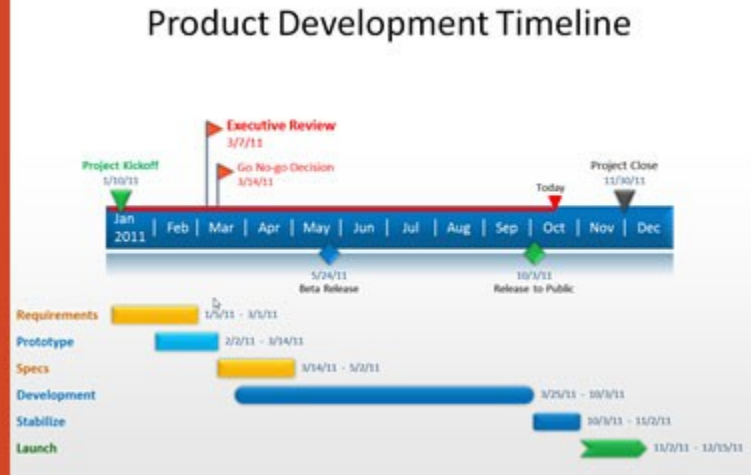 Product Development Timeline
Executive Review
3/7/11
Go No-go Decision
3/14/11
Project Kickoff
1/10/11
Project Close
11/30/11
Today
Jan 2011 | Feb | Mar | Apr | May | Jun | Jul | Aug | Sep | Oct | Nov | Dec
5/24/11
Beta Release
10/3/11
Release to Public
Requirements 1/5/11 - 3/1/11
Prototype 2/2/11 - 3/14/11
Specs 3/14/11 - 5/2/11
Development 3/25/11 - 10/3/11
Stabilize 10/3/11 - 11/2/11
Launch 11/2/11 - 12/15/11